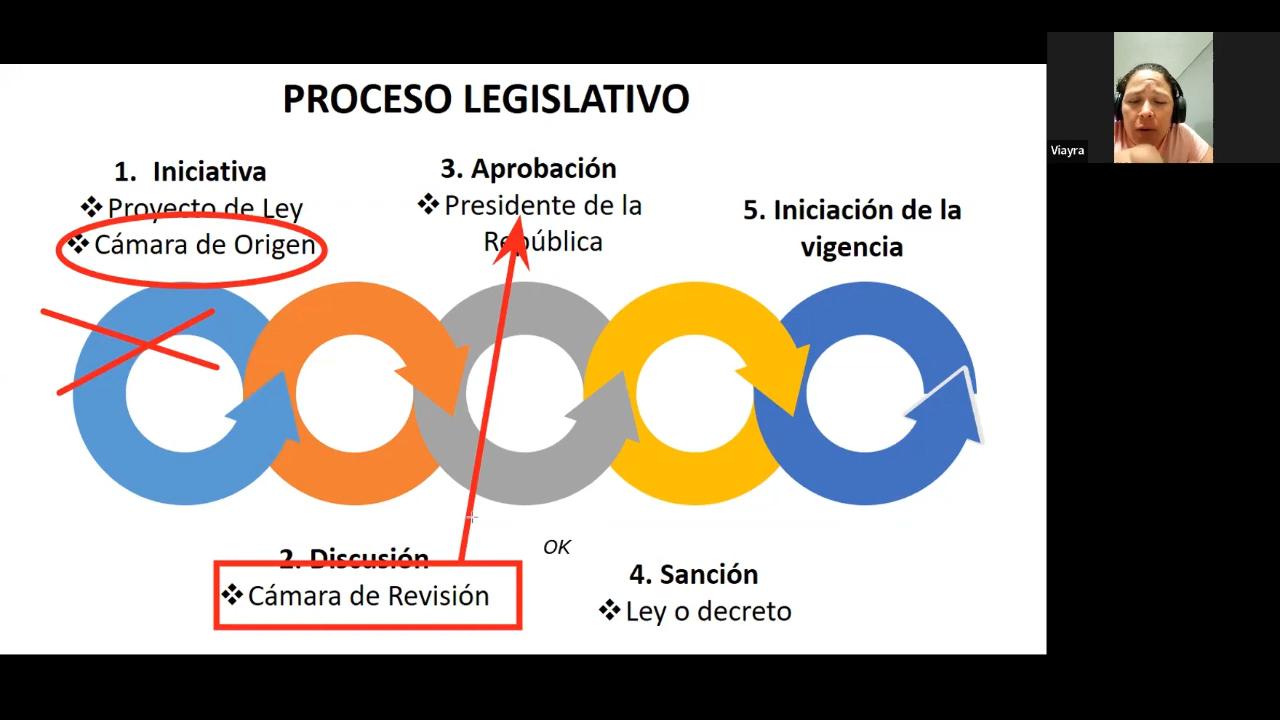 PROCESO LEGISLATIVO
1. Iniciativa
❖ Proyecto de Ley
❖ Cámara de Origen
3. Aprobación
❖ Presidente de la
República
5. Iniciación de la
vigencia
2. Discusión
❖ Cámara de Revisión
OK
4. Sanción
❖ Ley o decreto
Viayra